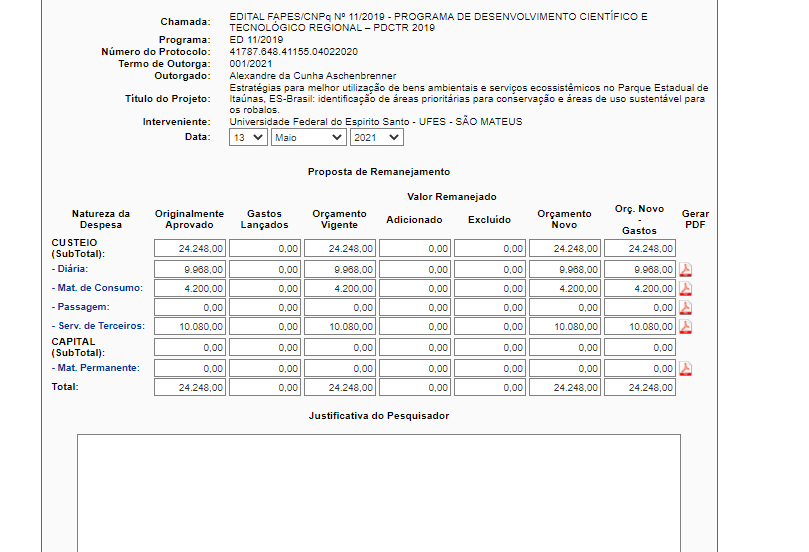 Chamada: EDITAL FAPES/CNPq Nº 11/2019 - PROGRAMA DE DESENVOLVIMENTO CIENTÍFICO E
TECNOLÓGICO REGIONAL – PDCTR 2019
Programa: ED 11/2019
Número do Protocolo: 41787.648.41155.04022020
Termo de Outorga: 001/2021
Outorgado: Alexandre da Cunha Aschenbrenner
Estratégias para melhor utilização de bens ambientais e serviços ecossistêmicos no Parque Estadual de
Título do Projeto: Itaúnas, ES-Brasil: identificação de áreas prioritárias para conservação e áreas de uso sustentável para
os robalos.
Interveniente: Universidade Federal do Espirito Santo - UFES - SÃO MATEUS
Data: 13 Maio 2021
Proposta de Remanejamento
Valor Remanejado
Natureza da Despesa Originalmente Aprovado Gastos Lançados Orçamento Vigente Adicionado Excluído Orçamento Novo Orç. Novo - Gastos Gerar PDF
CUSTEIO (SubTotal): 24.248,00 0,00 24.248,00 0,00 0,00 24.248,00 24.248,00
- Diária: 9.968,00 0,00 9.968,00 0,00 0,00 9.968,00 9.968,00
- Mat. de Consumo: 4.200,00 0,00 4.200,00 0,00 0,00 4.200,00 4.200,00
- Passagem: 0,00 0,00 0,00 0,00 0,00 0,00 0,00
- Serv. de Terceiros: 10.080,00 0,00 10.080,00 0,00 0,00 10.080,00 10.080,00
CAPITAL (SubTotal): 0,00 0,00 0,00 0,00 0,00 0,00 0,00
- Mat. Permanente: 0,00 0,00 0,00 0,00 0,00 0,00 0,00
Total: 24.248,00 0,00 24.248,00 0,00 0,00 24.248,00 24.248,00
Justificativa do Pesquisador